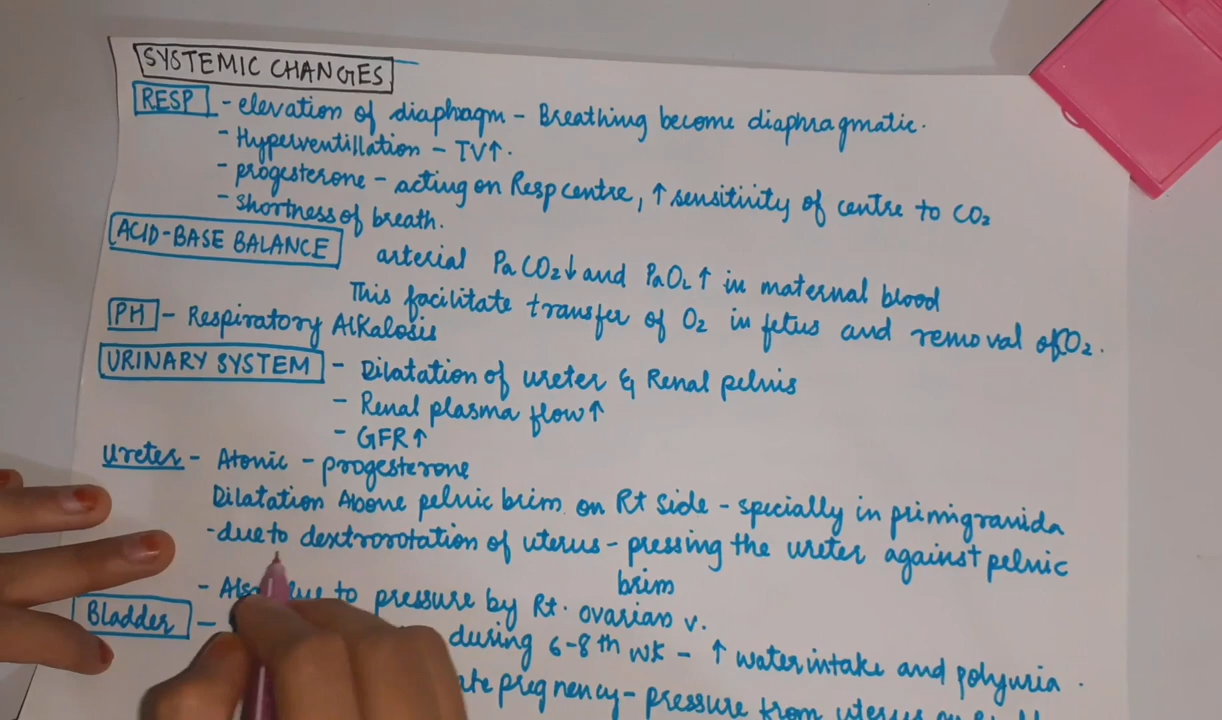 SYSTEMIC CHANGES
RESP - elevation of diaphagm - Breathing become diaphragmatic.
- Hyperventillation - TV↑.
- progesterone - acting on Resp centre, ↑ sensitivity of centre to CO₂
- Shortness of breath.
ACID-BASE BALANCE arterial PaCO₂↓ and PaO₂↑ in maternal blood
This facilitate transfer of O₂ in fetus and removal of CO₂.
PH - Respiratory Alkalosis
URINARY SYSTEM - Dilatation of ureter & Renal pelvis
- Renal plasma flow↑
- GFR↑
Ureter - Atonic - progesterone
Dilatation Above pelvic brim on Rt side - specially in primigravida
- due to dextrorotation of uterus - pressing the ureter against pelvic
brim
- Also due to pressure by Rt. ovarian v.
Bladder - during 6-8th wk - ↑ water intake and polyuria.
pregnency - pressure from uterus